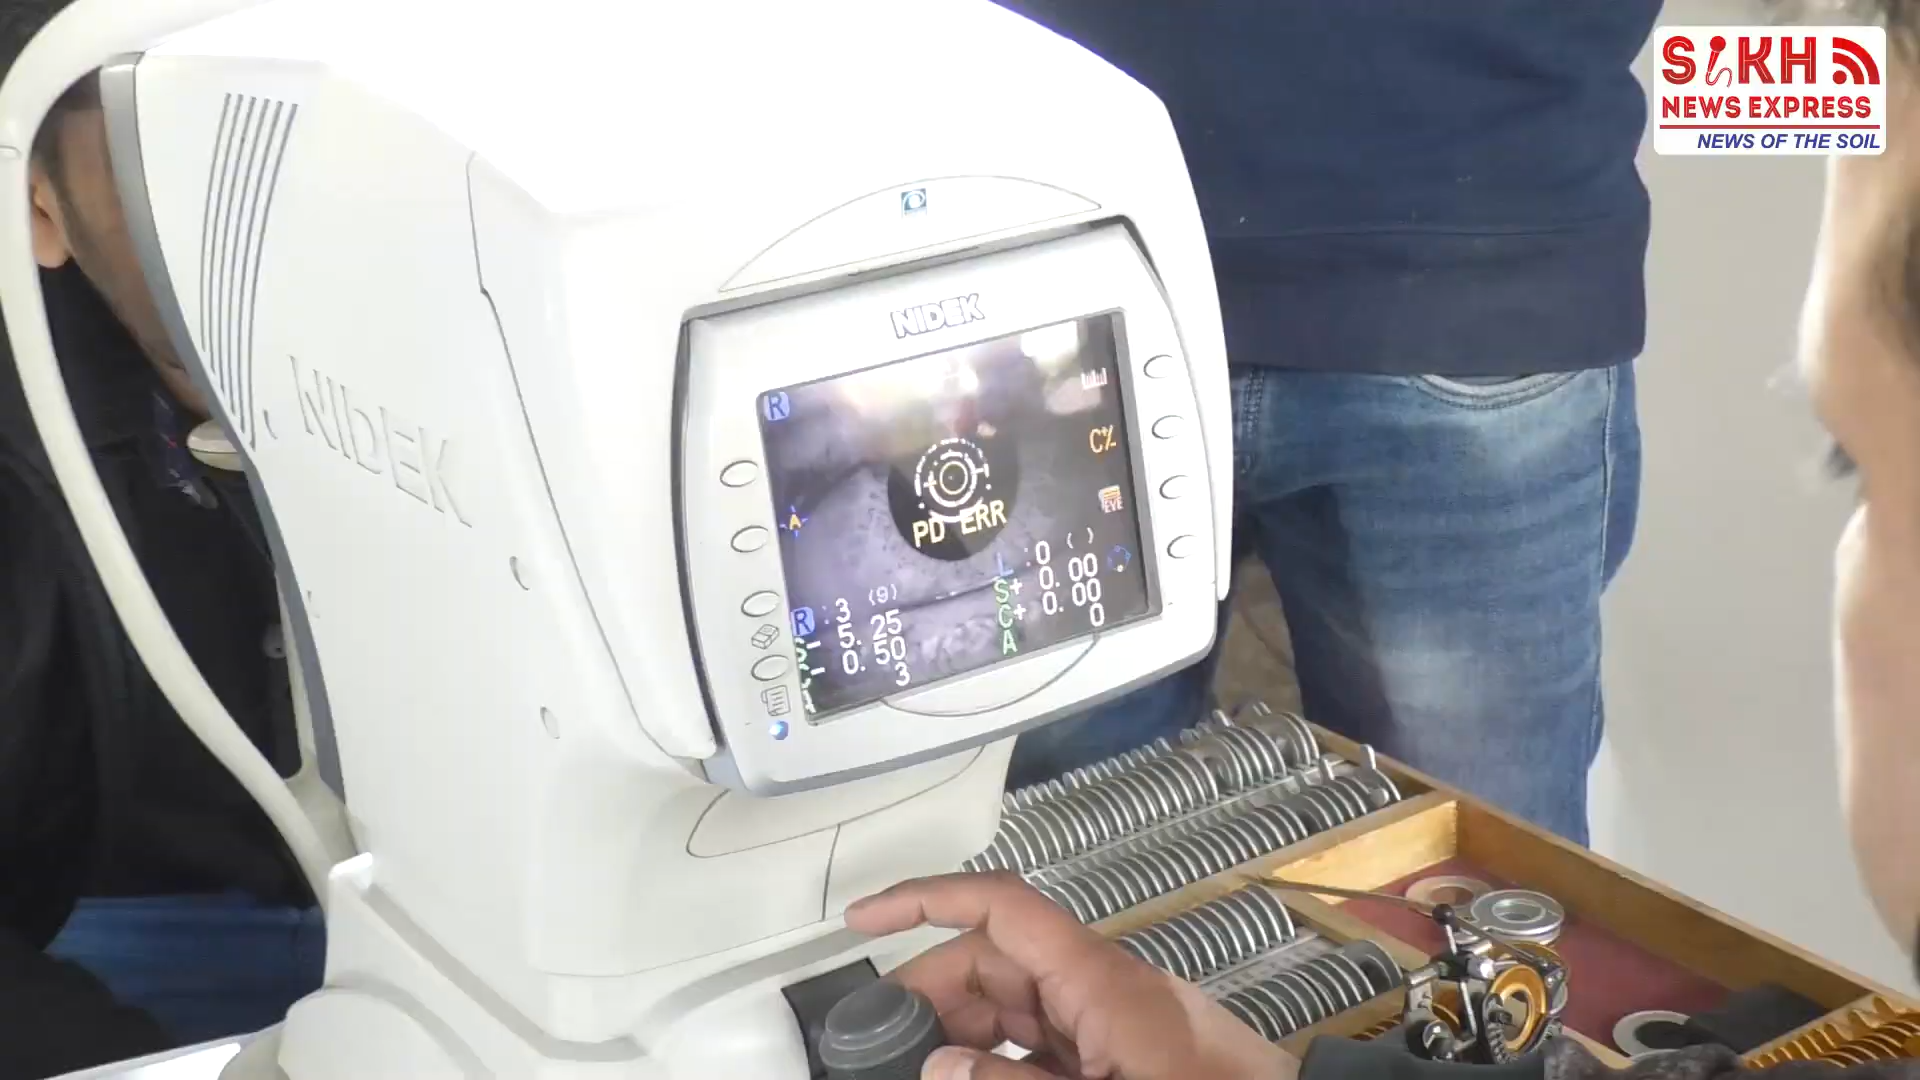 SIKH
NEWS EXPRESS
NEWS OF THE SOIL
NIDEK
NIDEK
R
C+/-
A
EYE
PD ERR
R : 3 (9)
S- 5.25
C- 0.50
3
L : 0 ( )
S+ 0.00
C+ 0.00
A 0